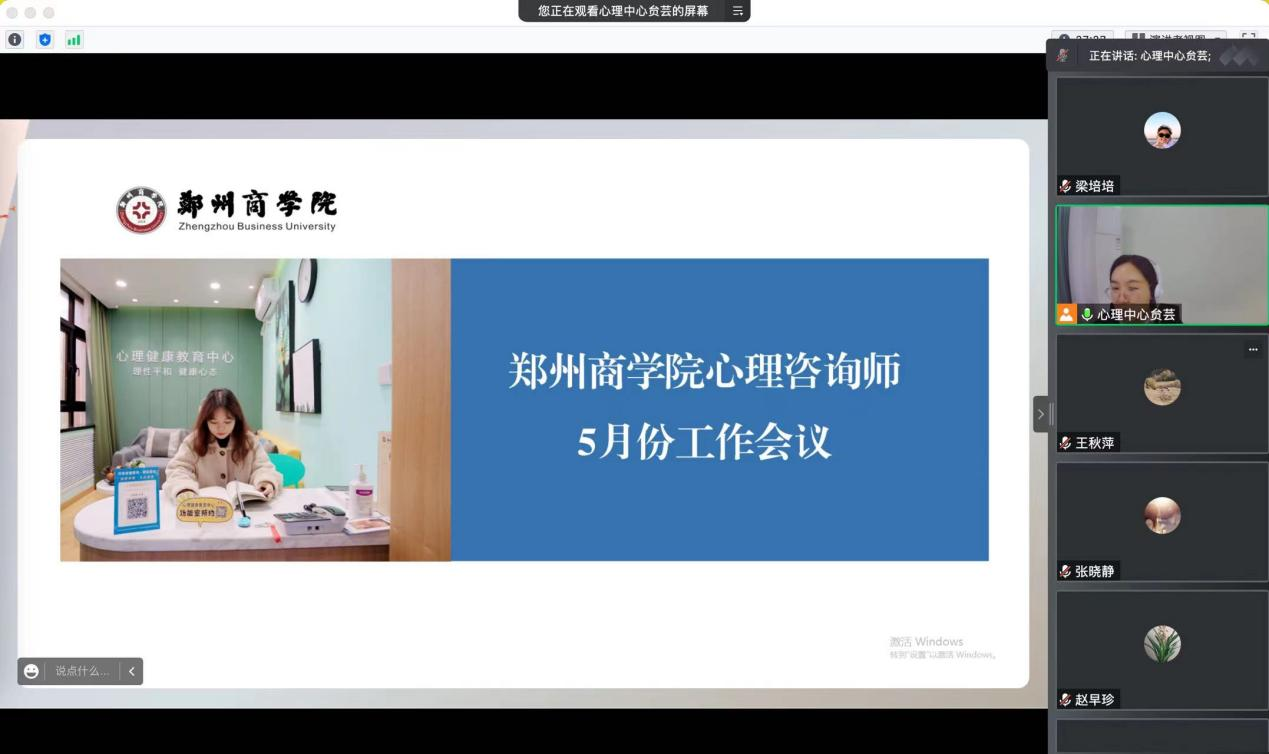 您正在观看心理中心贠芸的屏幕
正在讲话: 心理中心贠芸;
郑州商学院
Zhengzhou Business University
心理健康教育中心
理性平和 健康心态
功能室预约
郑州商学院心理咨询师
5月份工作会议
激活 Windows
转到"设置"以激活 Windows。
说点什么...
梁培培
心理中心贠芸
王秋萍
张晓静
赵早珍